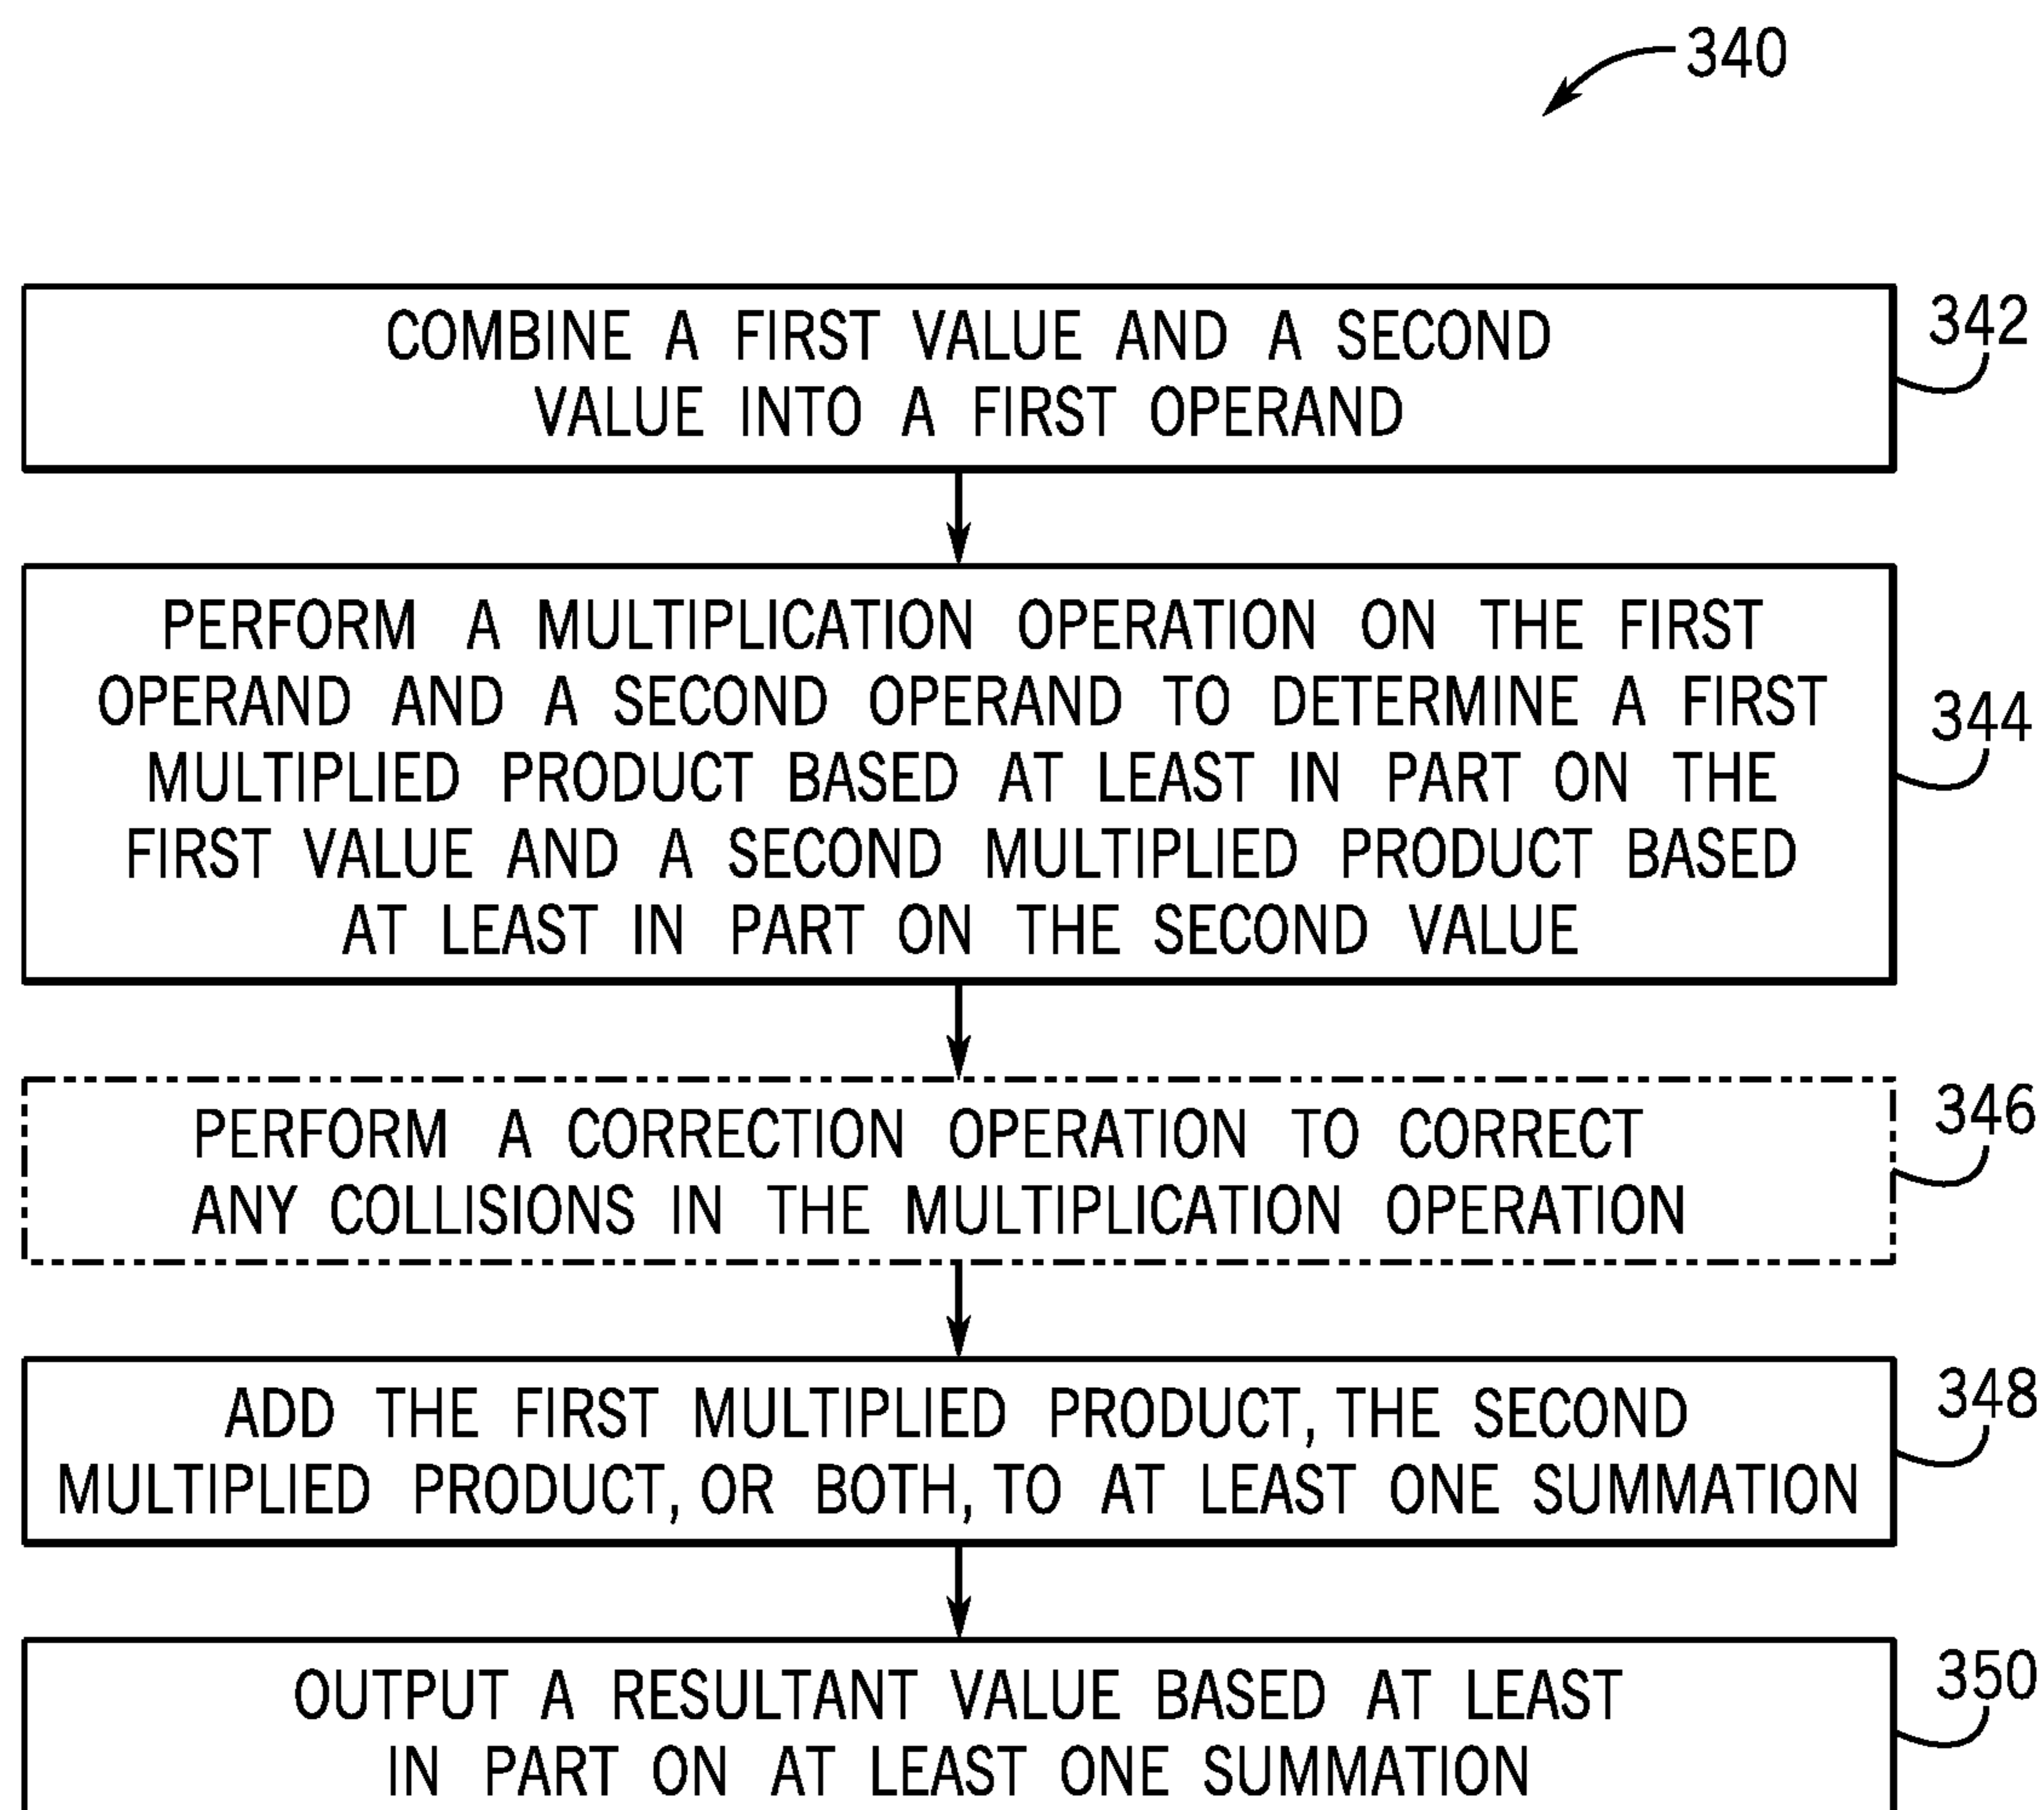 340
COMBINE A FIRST VALUE AND A SECOND
VALUE INTO A FIRST OPERAND
342
PERFORM A MULTIPLICATION OPERATION ON THE FIRST
OPERAND AND A SECOND OPERAND TO DETERMINE A FIRST
MULTIPLIED PRODUCT BASED AT LEAST IN PART ON THE
FIRST VALUE AND A SECOND MULTIPLIED PRODUCT BASED
AT LEAST IN PART ON THE SECOND VALUE
344
PERFORM A CORRECTION OPERATION TO CORRECT
ANY COLLISIONS IN THE MULTIPLICATION OPERATION
346
ADD THE FIRST MULTIPLIED PRODUCT, THE SECOND
MULTIPLIED PRODUCT, OR BOTH, TO AT LEAST ONE SUMMATION
348
OUTPUT A RESULTANT VALUE BASED AT LEAST
IN PART ON AT LEAST ONE SUMMATION
350